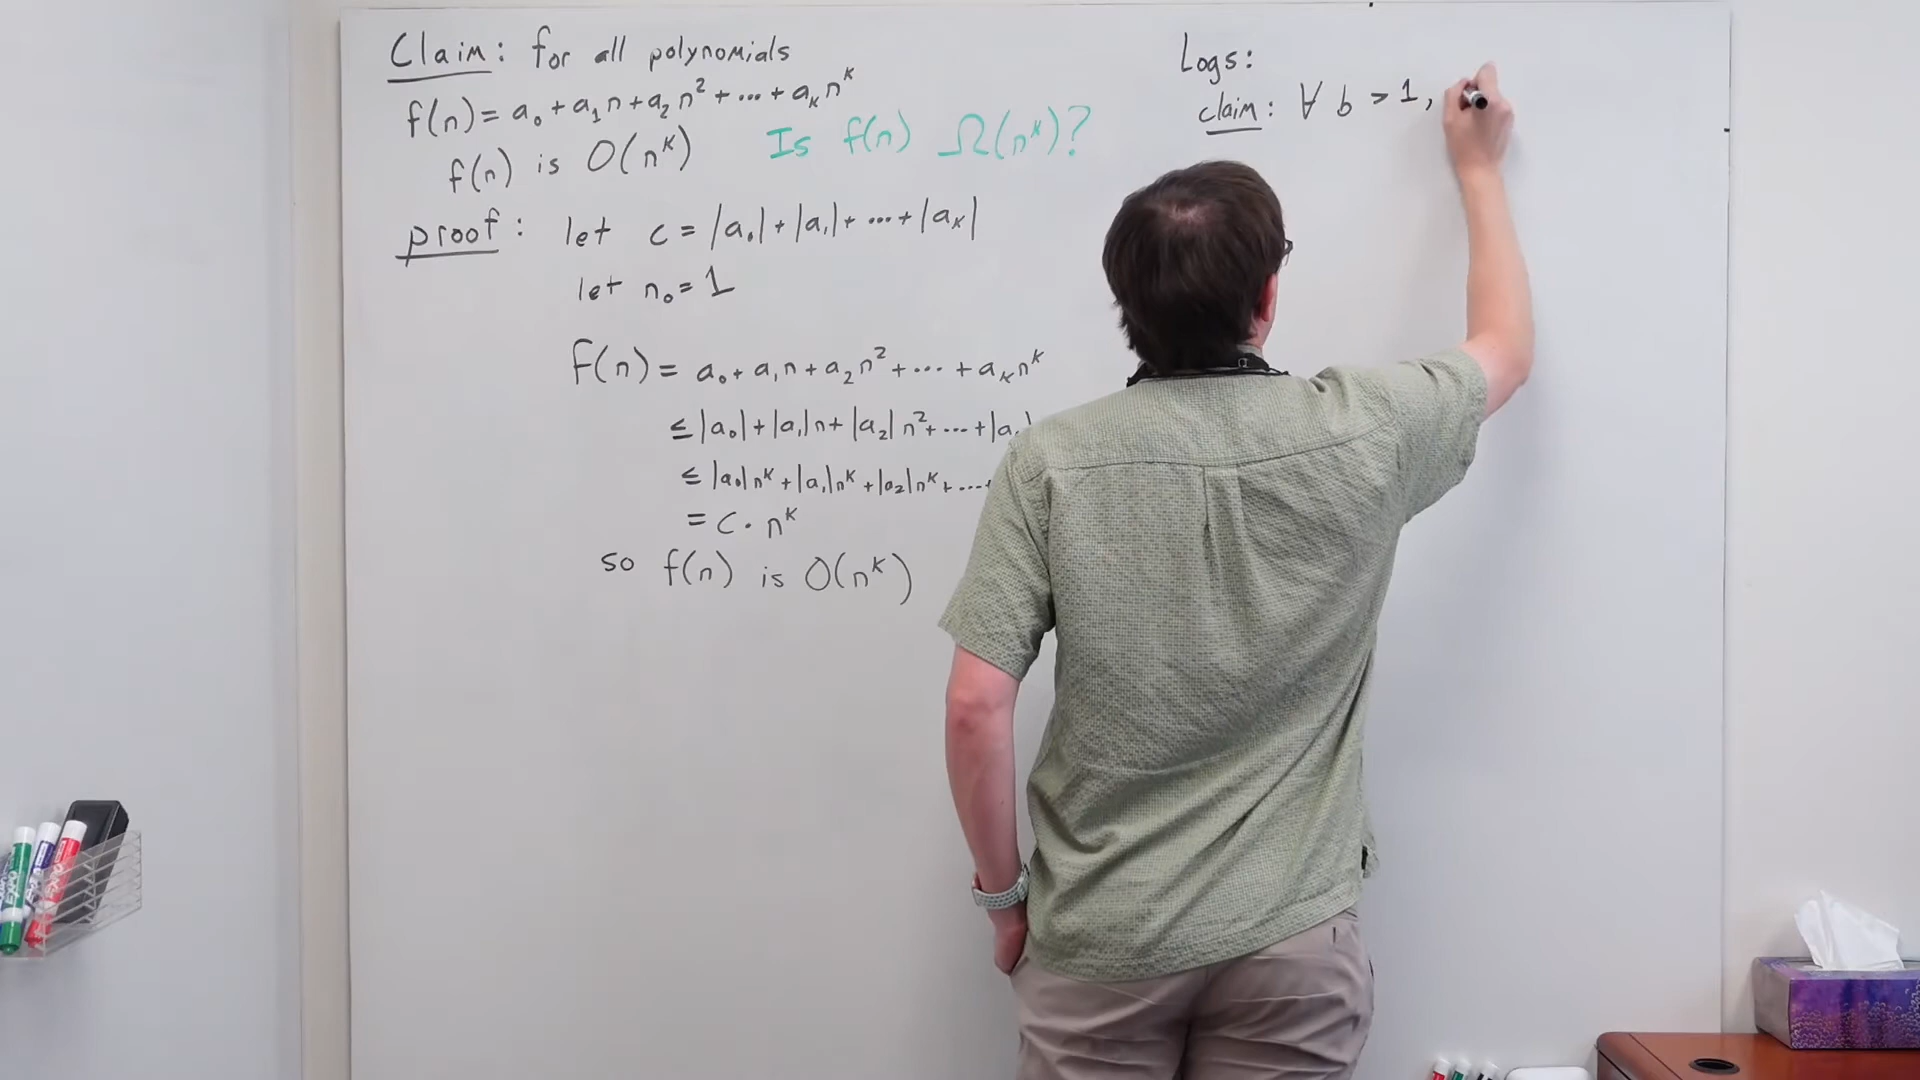 Claim: for all polynomials
f(n) = a₀ + a₁n + a₂n² + ... + aₖnᵏ
f(n) is O(nᵏ)
Is f(n) Ω(nᵏ)?
proof: let c = |a₀| + |a₁| + ... + |aₖ|
let n₀ = 1
f(n) = a₀ + a₁n + a₂n² + ... + aₖnᵏ
≤ |a₀| + |a₁|n + |a₂|n² + ... + |a
≤ |a₀|nᵏ + |a₁|nᵏ + |a₂|nᵏ + ...
= c · nᵏ
so f(n) is O(nᵏ)
Logs:
claim: ∀ b > 1,
EXPO
EXPO